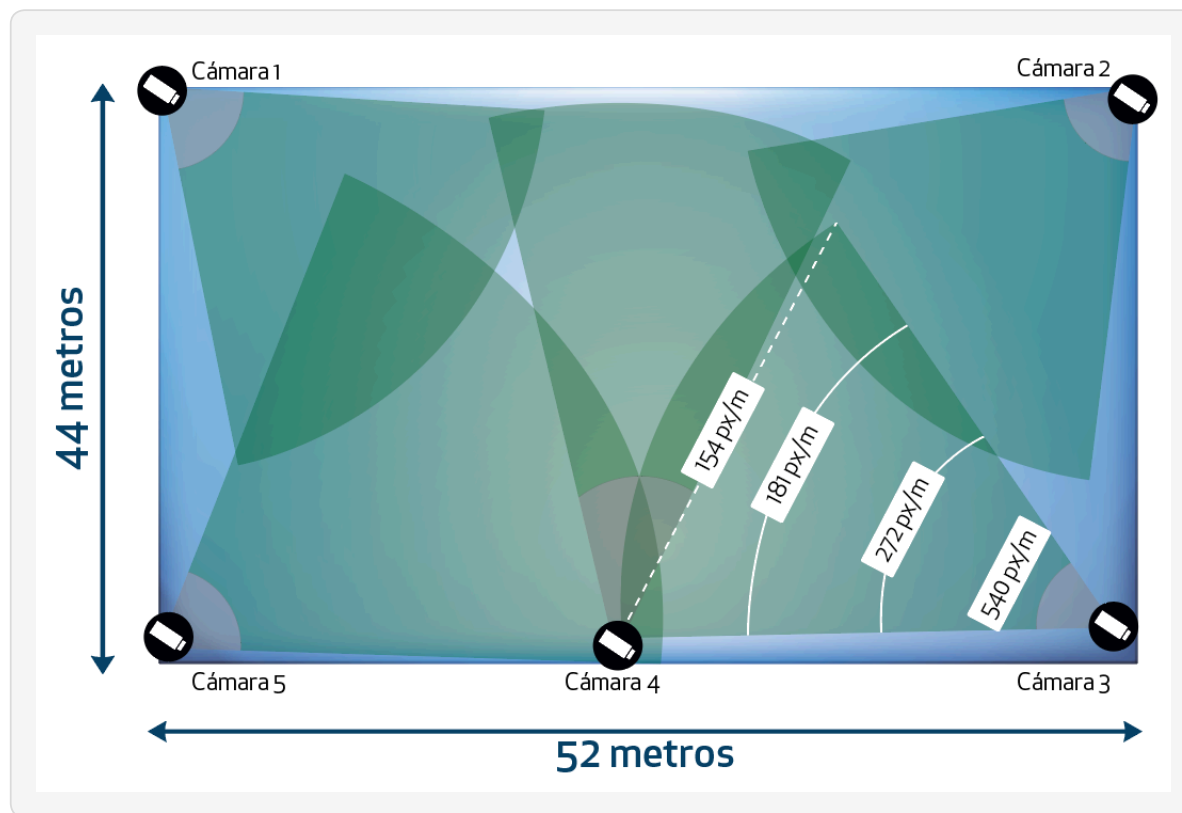 Cámara 1
Cámara 2
44 metros
154 px/m
181 px/m
272 px/m
540 px/m
Cámara 5
Cámara 4
Cámara 3
52 metros